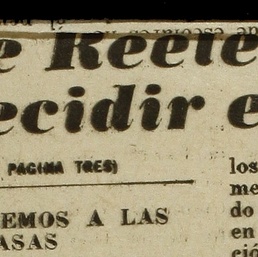 e Reele
ecidir e
PAGINA TRES)
EMOS A LAS
ASAS
los
me
do
en
ció